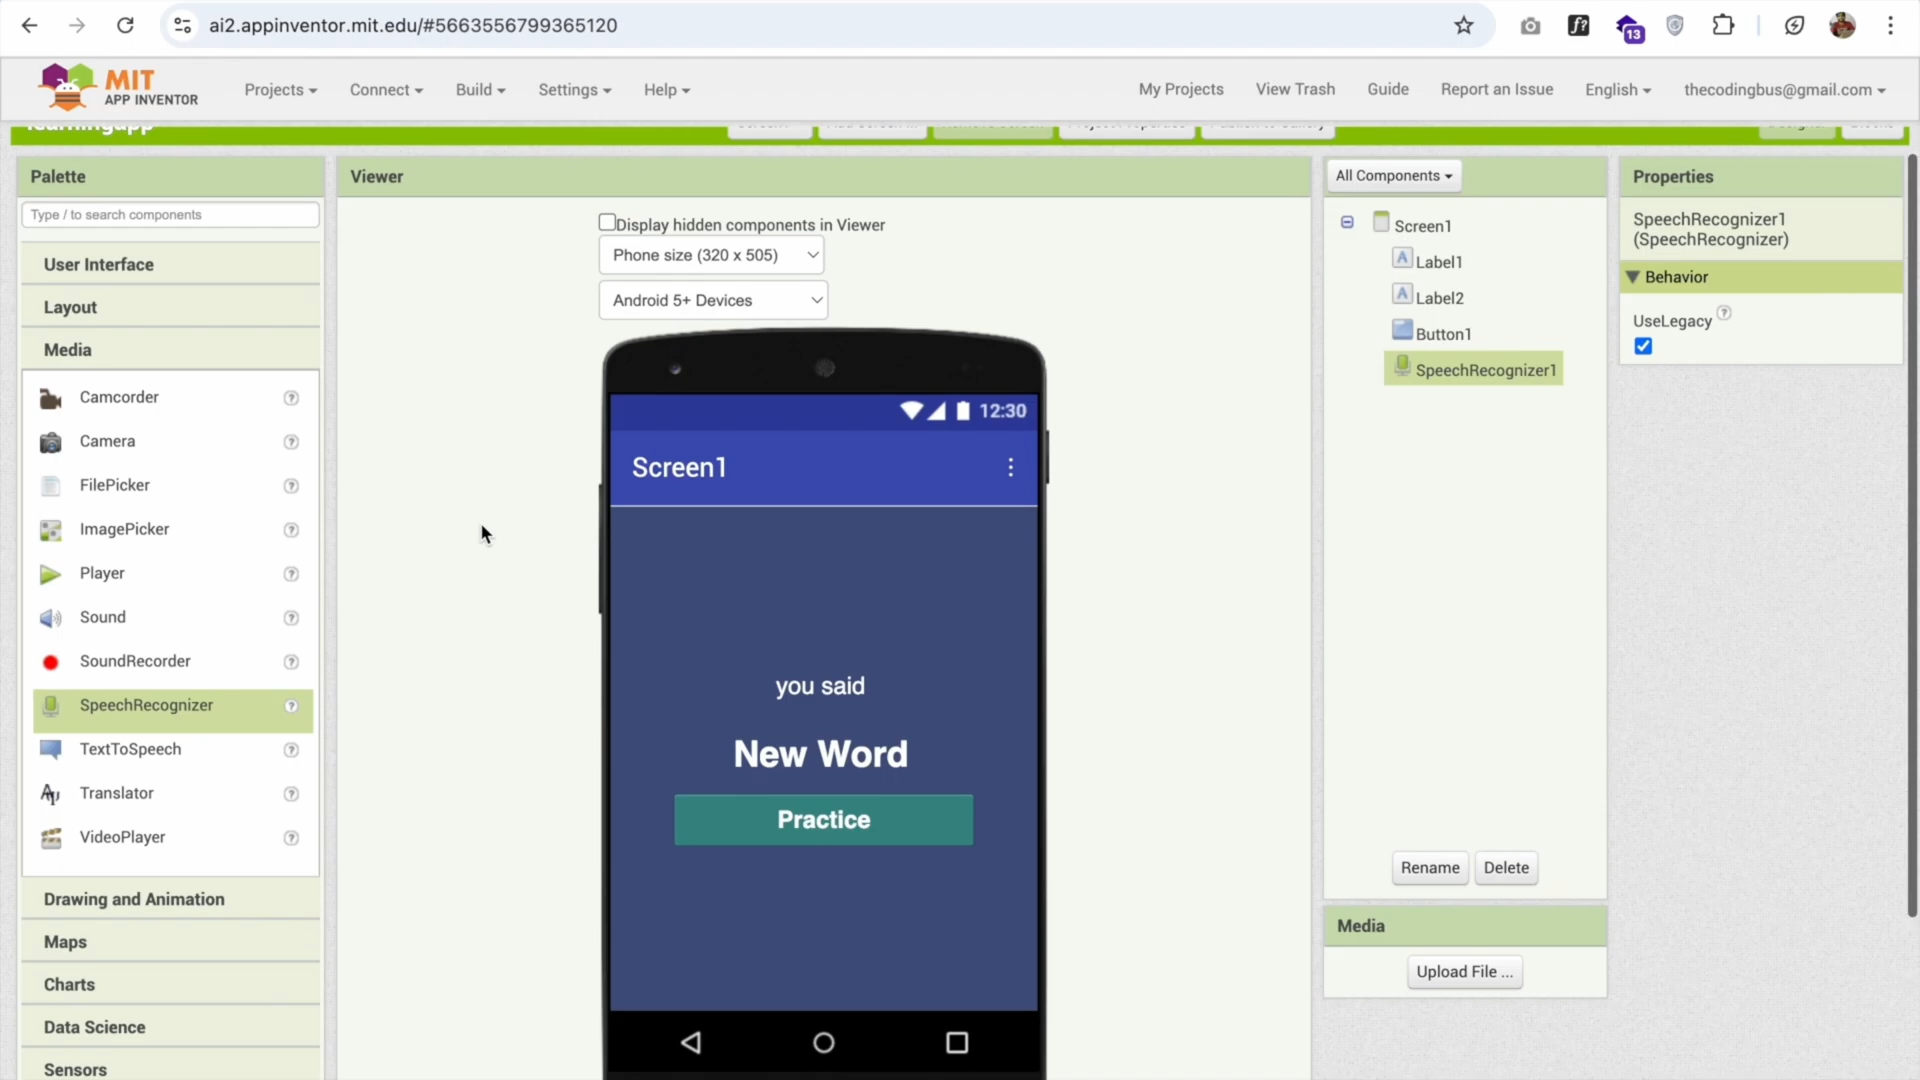 ai2.appinventor.mit.edu/#5663556799365120
f?
13
MIT
APP INVENTOR
Projects
Connect
Build
Settings
Help
My Projects
View Trash
Guide
Report an Issue
English
thecodingbus@gmail.com
learningapp
Palette
Viewer
All Components
Properties
Type / to search components
Display hidden components in Viewer
Phone size (320 x 505)
Android 5+ Devices
User Interface
Layout
Media
Camcorder
Camera
FilePicker
ImagePicker
Player
Sound
SoundRecorder
SpeechRecognizer
TextToSpeech
Translator
VideoPlayer
Drawing and Animation
Maps
Charts
Data Science
Sensors
12:30
Screen1
you said
New Word
Practice
Screen1
A Label1
A Label2
Button1
SpeechRecognizer1
Rename
Delete
Media
Upload File ...
SpeechRecognizer1
(SpeechRecognizer)
Behavior
UseLegacy